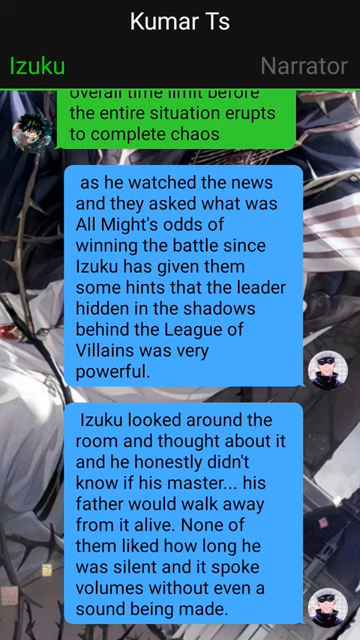 Kumar Ts
Izuku
Narrator
overall time limit before
the entire situation erupts
to complete chaos
as he watched the news
and they asked what was
All Might's odds of
winning the battle since
Izuku has given them
some hints that the leader
hidden in the shadows
behind the League of
Villains was very
powerful.
Izuku looked around the
room and thought about it
and he honestly didn't
know if his master... his
father would walk away
from it alive. None of
them liked how long he
was silent and it spoke
volumes without even a
sound being made.